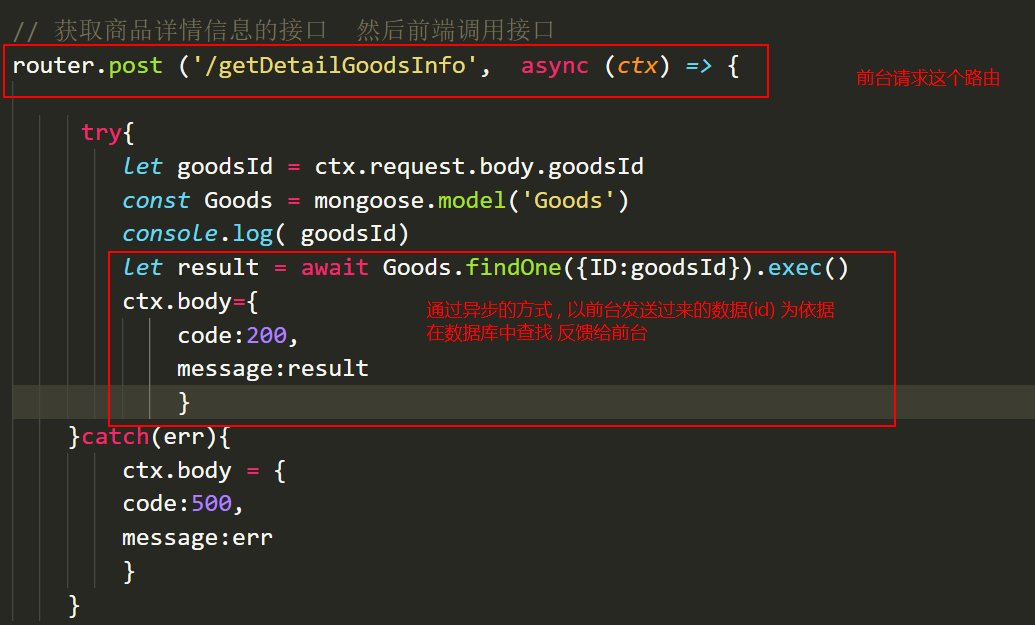 // 获取商品详情信息的接口  然后前端调用接口
router.post ('/getDetailGoodsInfo',  async (ctx) => {
前台请求这个路由
try{
let goodsId = ctx.request.body.goodsId
const Goods = mongoose.model('Goods')
console.log( goodsId)
let result = await Goods.findOne({ID:goodsId}).exec()
ctx.body={
通过异步的方式，以前台发送过来的数据(id) 为依据
在数据库中查找 反馈给前台
code:200,
message:result
}
}catch(err){
ctx.body = {
code:500,
message:err
}
}